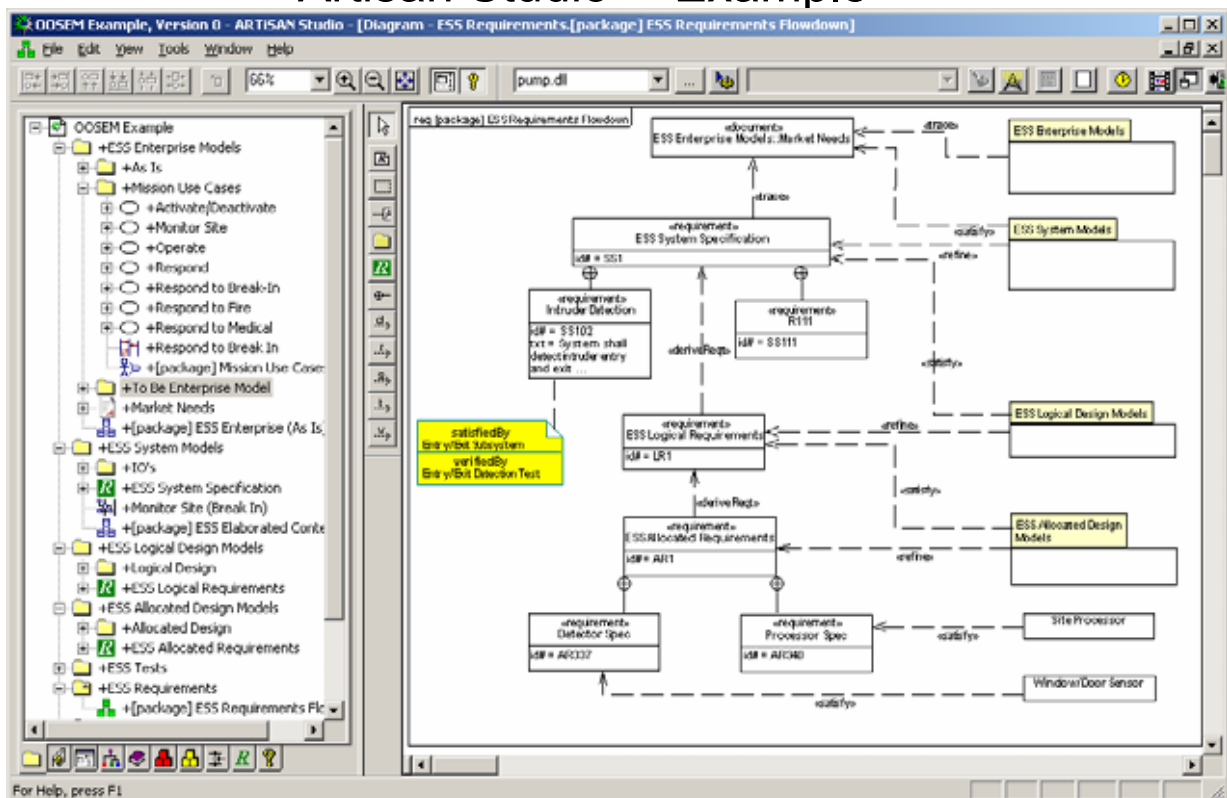 Artisan Studio - Example
OOSEM Example, Version 0 - ARTiSAN Studio - [Diagram - ESS Requirements.[package] ESS Requirements Flowdown]
File Edit View Tools Window Help
66% pump.dll ...
OOSEM Example
+ESS Enterprise Models
+As Is
+Mission Use Cases
+Activate/Deactivate
+Monitor Site
+Operate
+Respond
+Respond to Break-In
+Respond to Fire
+Respond to Medical
+Respond to Break In
+[package] Mission Use Case
+To Be Enterprise Model
+Market Needs
+[package] ESS Enterprise (As Is
+ESS System Models
+IO's
+ESS System Specification
+Monitor Site (Break In)
+[package] ESS Elaborated Conte
+ESS Logical Design Models
+Logical Design
+ESS Logical Requirements
+ESS Allocated Design Models
+Allocated Design
+ESS Allocated Requirements
+ESS Tests
+ESS Requirements
+[package] ESS Requirements Flc
req [package] ESS Requirements Flowdown
«document»
ESS Enterprise Models::Market Needs
«trace»
ESS Enterprise Models
«trace»
«requirement»
ESS System Specification
id# = SS1
«satisfy»
ESS System Models
«refine»
«requirement»
Intruder Detection
id# = SS102
txt = System shall
detect intruder entry
and exit ...
«requirement»
R111
id# = SS111
«deriveReqt»
«satisfy»
satisfiedBy
Entry/Exit Subsystem
verifiedBy
Entry/Exit Detection Test
«requirement»
ESS Logical Requirements
id# = LR1
«refine»
ESS Logical Design Models
«deriveReqt»
«satisfy»
«requirement»
ESS Allocated Requirements
id# = AR1
ESS Allocated Design
Models
«refine»
«requirement»
Detector Spec
id# = AR337
«requirement»
Processor Spec
id# = AR340
«satisfy»
Site Processor
Window/Door Sensor
«satisfy»
For Help, press F1